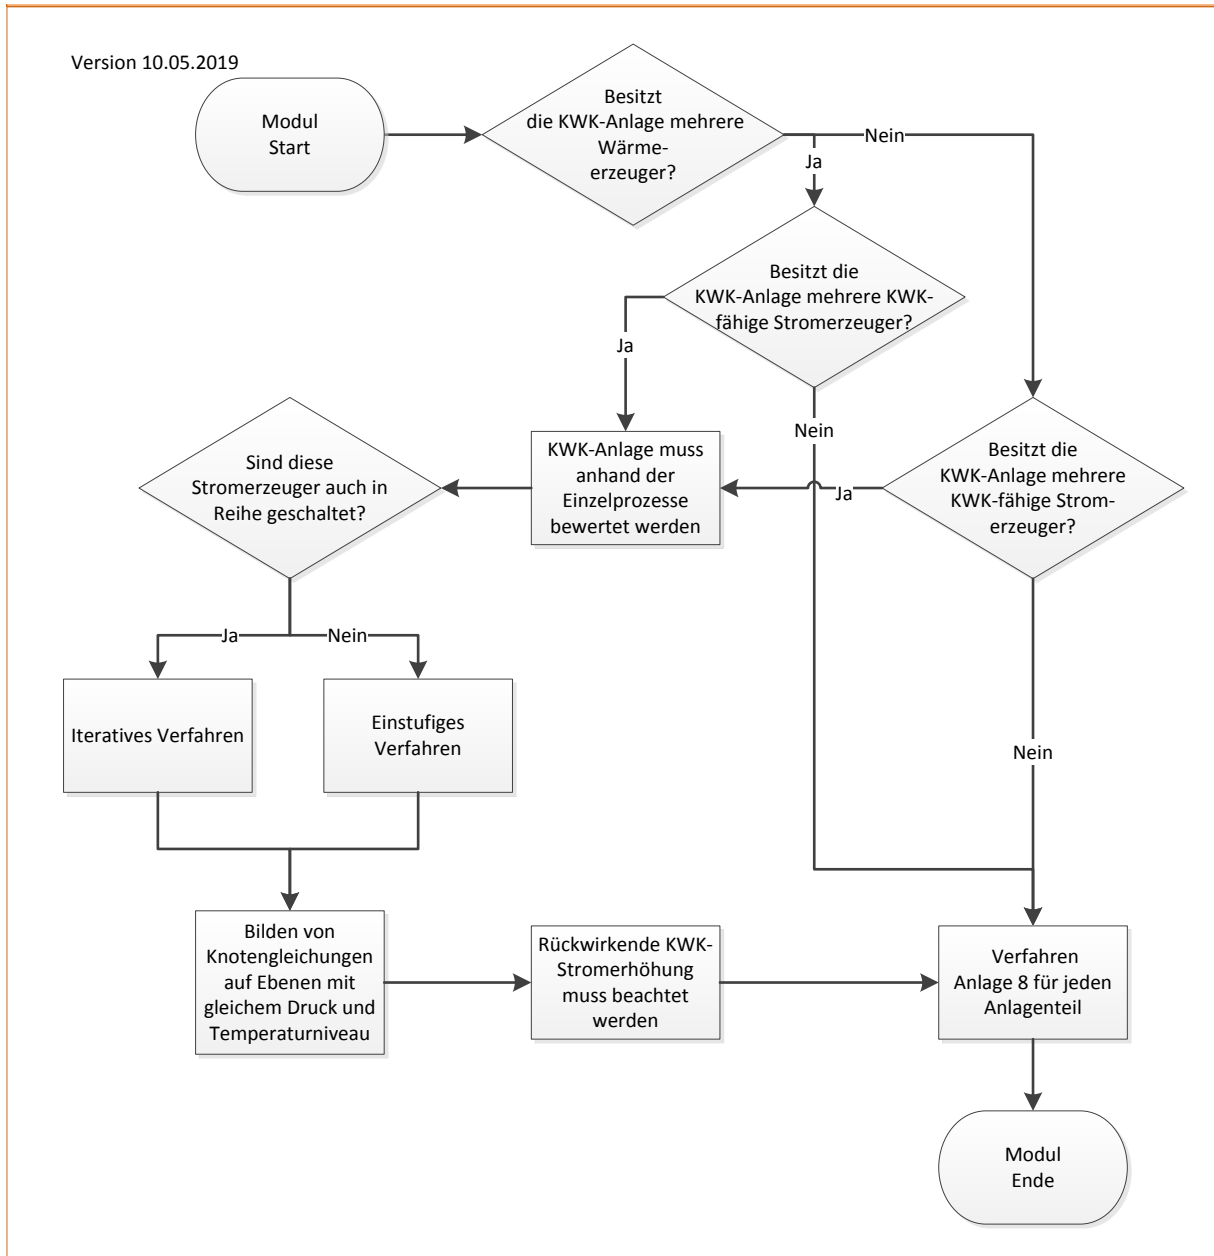 Version 10.05.2019
Modul
Start
Besitzt
die KWK-Anlage mehrere
Wärme-
erzeuger?
Nein
Ja
Besitzt die
KWK-Anlage mehrere KWK-
fähige Stromerzeuger?
Ja
Nein
Besitzt die
KWK-Anlage mehrere
KWK-fähige Strom-
erzeuger?
Ja
Nein
KWK-Anlage muss
anhand der
Einzelprozesse
bewertet werden
Sind diese
Stromerzeuger auch in
Reihe geschaltet?
Ja
Nein
Iteratives Verfahren
Einstufiges
Verfahren
Bilden von
Knotengleichungen
auf Ebenen mit
gleichem Druck und
Temperaturniveau
Rückwirkende KWK-
Stromerhöhung
muss beachtet
werden
Verfahren
Anlage 8 für jeden
Anlagenteil
Modul
Ende